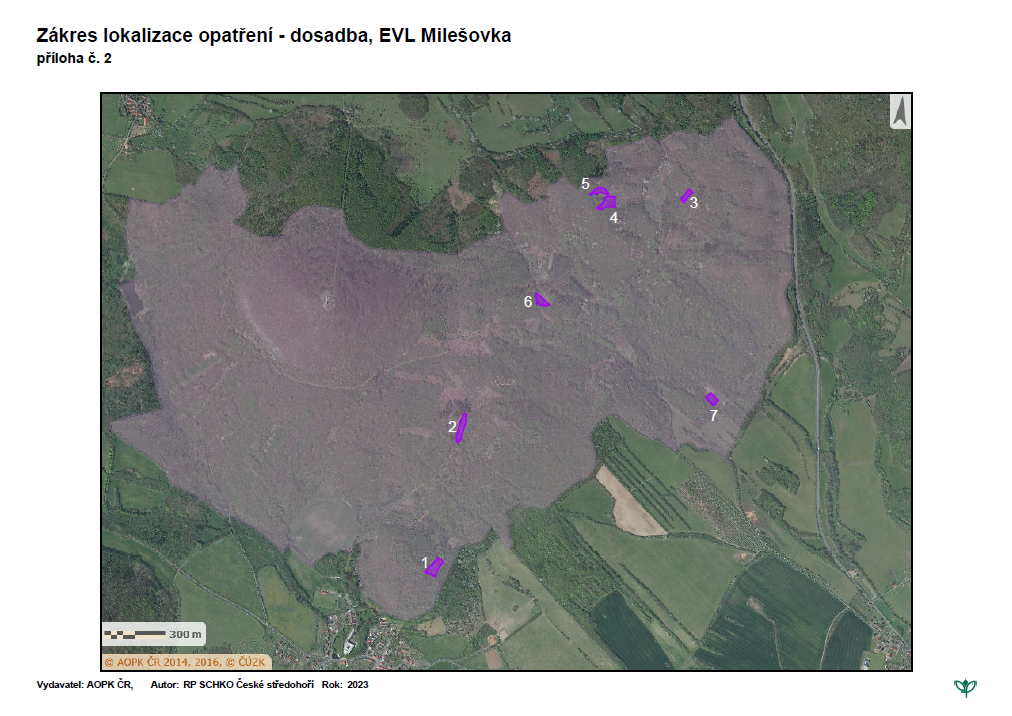 Zákres lokalizace opatření - dosadba, EVL Milešovka
příloha č. 2
5
4
3
6
ČÚZK
7
2
1
300 m
© AOPK ČR 2014, 2016, © ČÚZK
Vydavatel: AOPK ČR, Autor: RP SCHKO České středohoří Rok: 2023